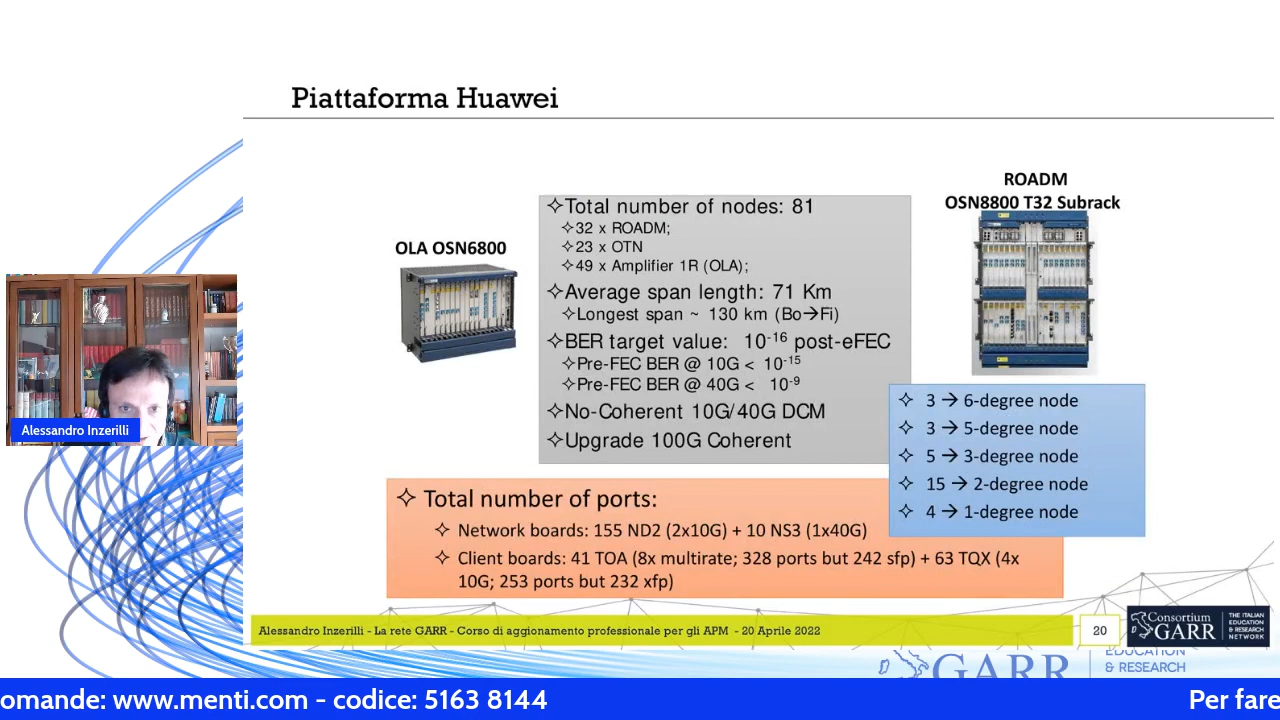 Piattaforma Huawei
OLA OSN6800
✧Total number of nodes: 81
✧32 x ROADM;
✧23 x OTN
✧49 x Amplifier 1R (OLA);
✧Average span length: 71 Km
✧Longest span ~ 130 km (Bo→Fi)
✧BER target value: 10⁻¹⁶ post-eFEC
✧Pre-FEC BER @ 10G < 10⁻¹⁵
✧Pre-FEC BER @ 40G < 10⁻⁹
✧No-Coherent 10G/40G DCM
✧Upgrade 100G Coherent
ROADM
OSN8800 T32 Subrack
✧ 3 → 6-degree node
✧ 3 → 5-degree node
✧ 5 → 3-degree node
✧ 15 → 2-degree node
✧ 4 → 1-degree node
✧ Total number of ports:
✧ Network boards: 155 ND2 (2x10G) + 10 NS3 (1x40G)
✧ Client boards: 41 TOA (8x multirate; 328 ports but 242 sfp) + 63 TQX (4x
10G; 253 ports but 232 xfp)
Alessandro Inzerilli
Alessandro Inzerilli - La rete GARR - Corso di aggionamento professionale per gli APM - 20 Aprile 2022
20
Consortium
GARR
THE ITALIAN
EDUCATION
& RESEARCH
NETWORK
GARR
EDUCATION
& RESEARCH
omande: www.menti.com - codice: 5163 8144
Per fare